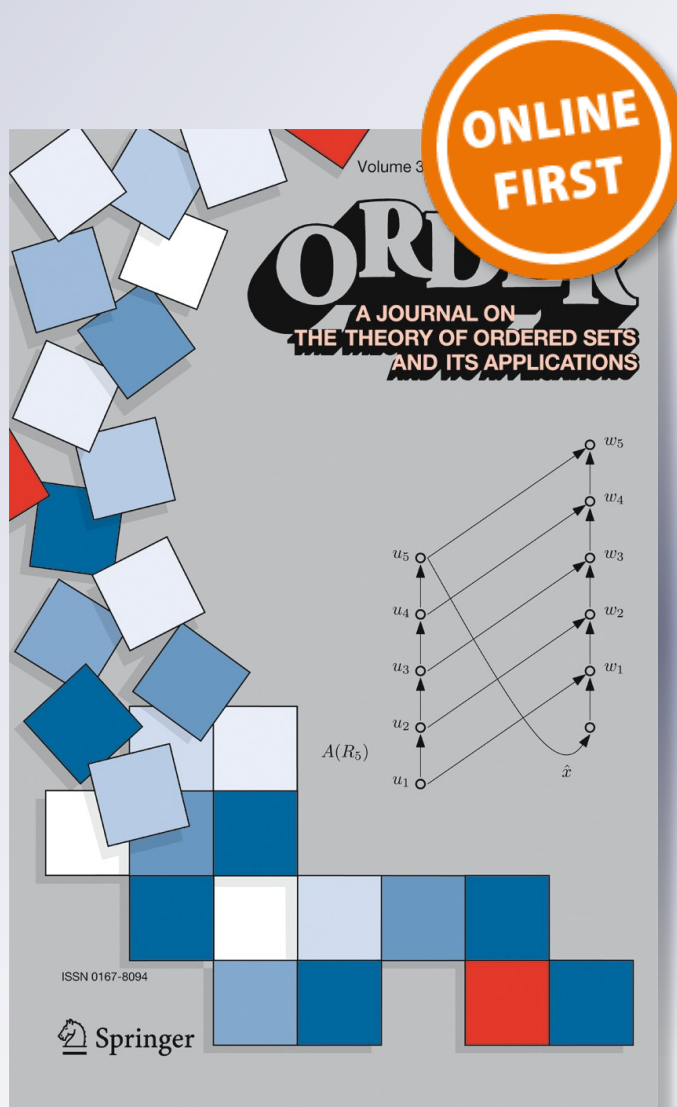 ONLINE
FIRST
Volume 3
ORDER
A JOURNAL ON
THE THEORY OF ORDERED SETS
AND ITS APPLICATIONS
w₅
w₄
u₅ w₃
u₄ w₂
u₃ w₁
u₂
A(R₅) x̂
u₁
ISSN 0167-8094
Springer